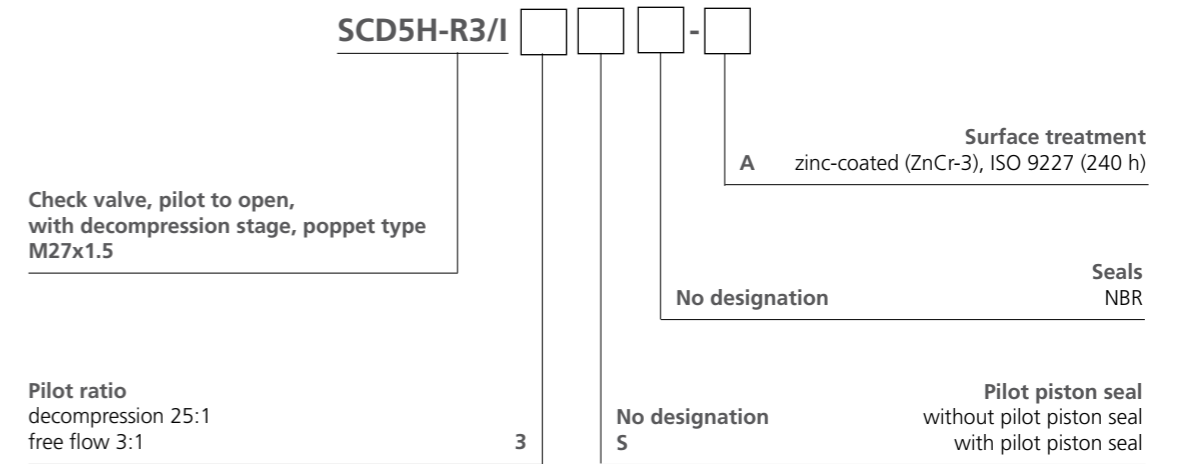 SCD5H-R3/I -
Surface treatment
A zinc-coated (ZnCr-3), ISO 9227 (240 h)
Check valve, pilot to open,
with decompression stage, poppet type
M27x1.5
Seals
No designation NBR
Pilot ratio
decompression 25:1
free flow 3:1 3
Pilot piston seal
No designation without pilot piston seal
S with pilot piston seal